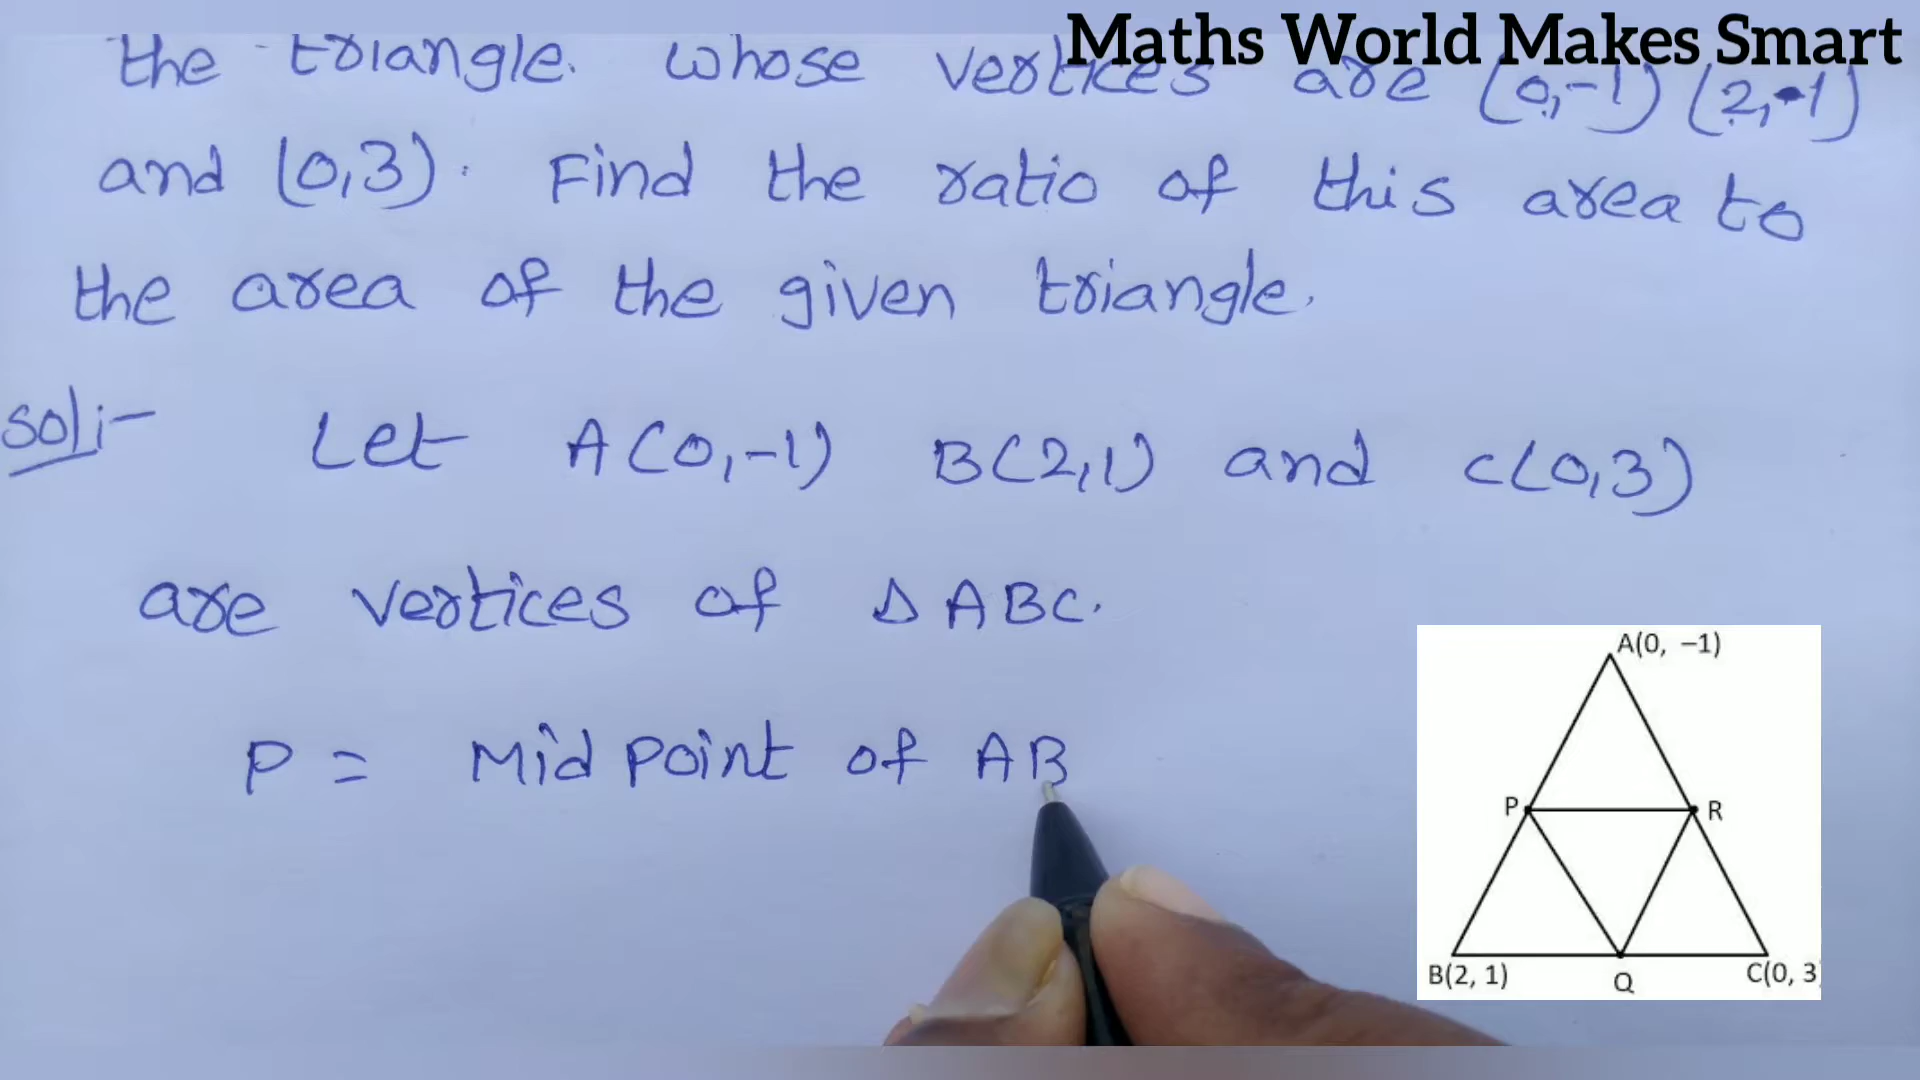 Maths World Makes Smart
the triangle. whose vertices are (0,-1) (2,-1)
and (0,3). Find the ratio of this area to
the area of the given triangle.
sol:- Let A(0,-1) B(2,1) and C(0,3)
are vertices of Δ ABC.
P = Mid point of AB
A(0, −1)
P
R
B(2, 1)
Q
C(0, 3